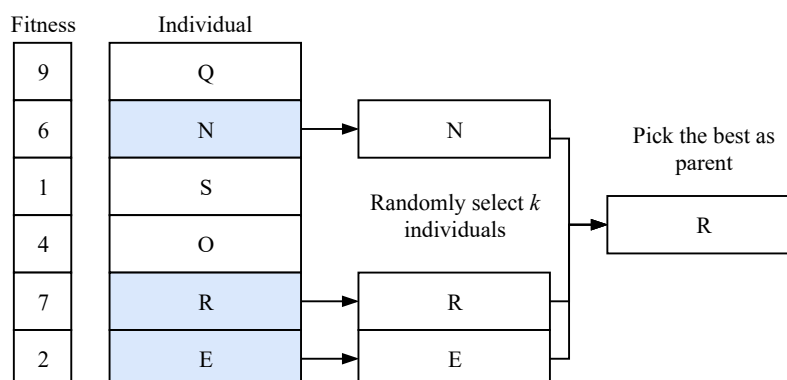 Fitness Individual
9 Q
6 N N
Pick the best as
parent
1 S
Randomly select k
individuals
R
4 O
7 R R
2 E E